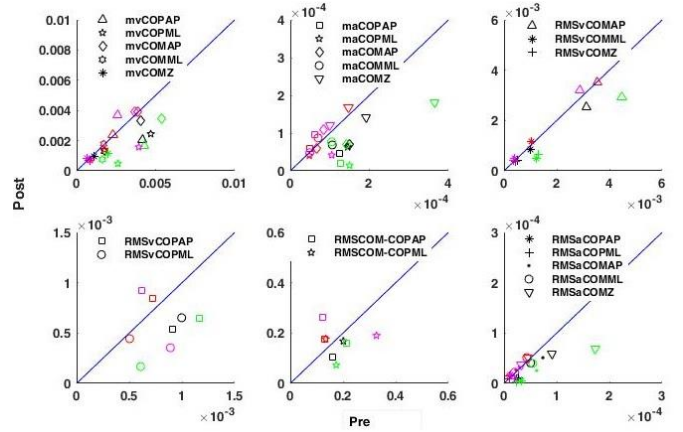 Post
0.01
0.008
0.006
0.004
0.002
0
0
0.005
0.01
mvCOPAP
mvCOPML
mvCOMAP
mvCOMML
mvCOMZ
×10⁻⁴
4
3
2
1
0
0
2
4
×10⁻⁴
maCOPAP
maCOPML
maCOMAP
maCOMML
maCOMZ
×10⁻³
6
4
2
0
0
3
6
×10⁻³
RMSvCOMAP
RMSvCOMML
RMSvCOMZ
×10⁻³
1.5
1
0.5
0
0
0.5
1
1.5
×10⁻³
RMSvCOPAP
RMSvCOPML
0.6
0.4
0.2
0
0
0.2
0.4
0.6
RMSCOM-COPAP
RMSCOM-COPML
×10⁻⁴
3
2
1
0
0
1
2
3
×10⁻⁴
RMSaCOPAP
RMSaCOPML
RMSaCOMAP
RMSaCOMML
RMSaCOMZ
Pre